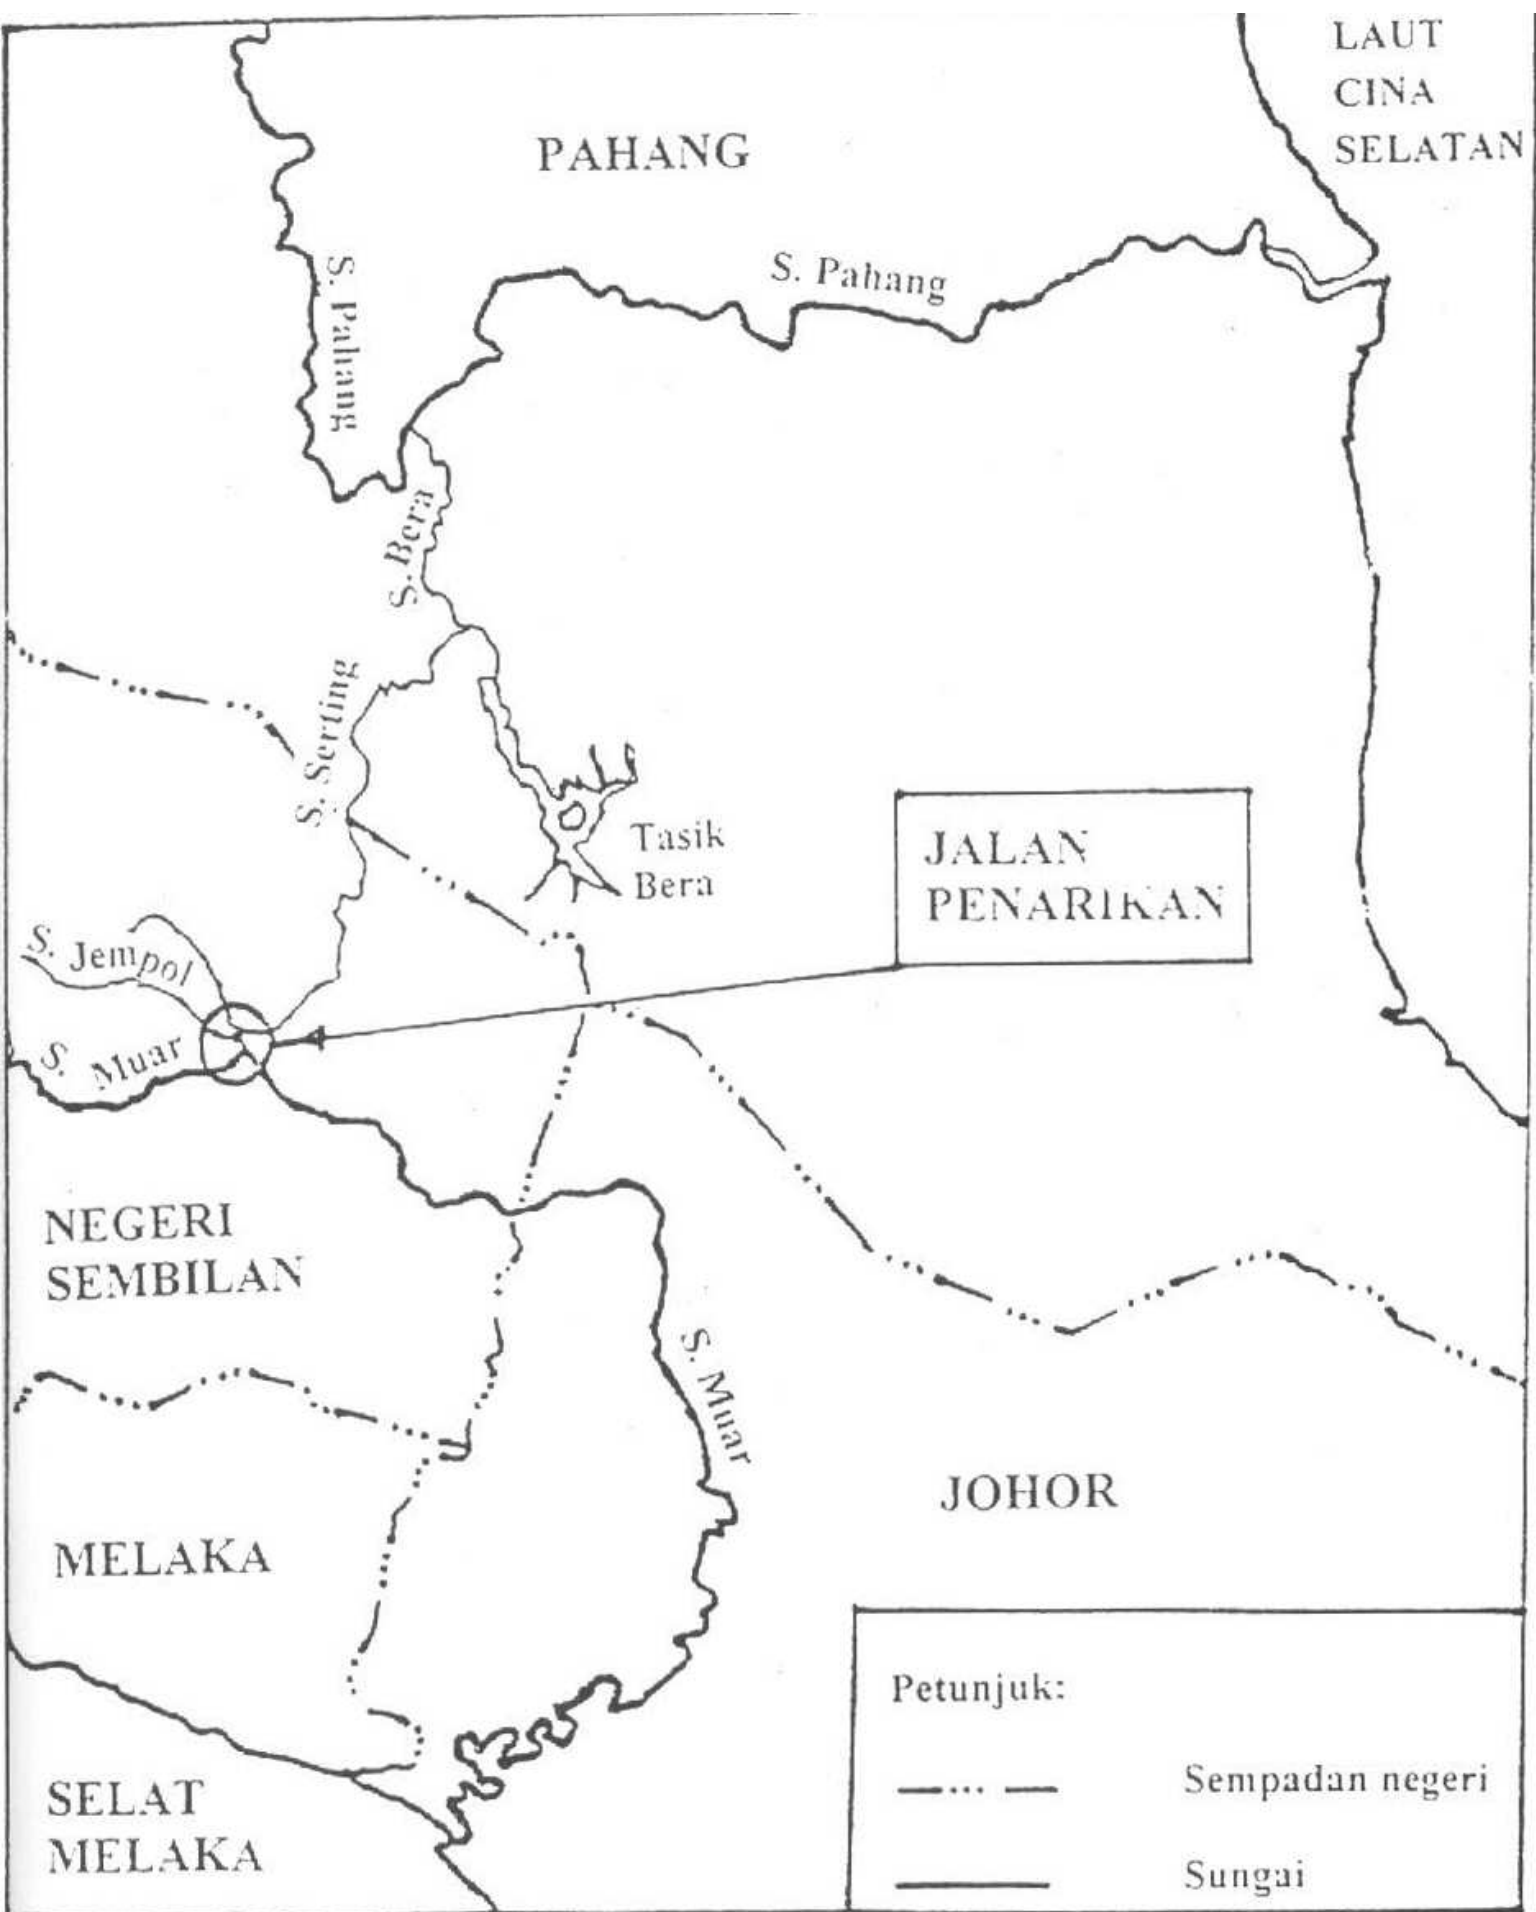 LAUT
CINA
SELATAN
PAHANG
S. Pahang
S. Pahang
S. Bera
S. Serting
Tasik
Bera
JALAN
PENARIKAN
S. Jempol
S. Muar
NEGERI
SEMBILAN
S. Muar
JOHOR
MELAKA
SELAT
MELAKA
Petunjuk:
Sempadan negeri
Sungai